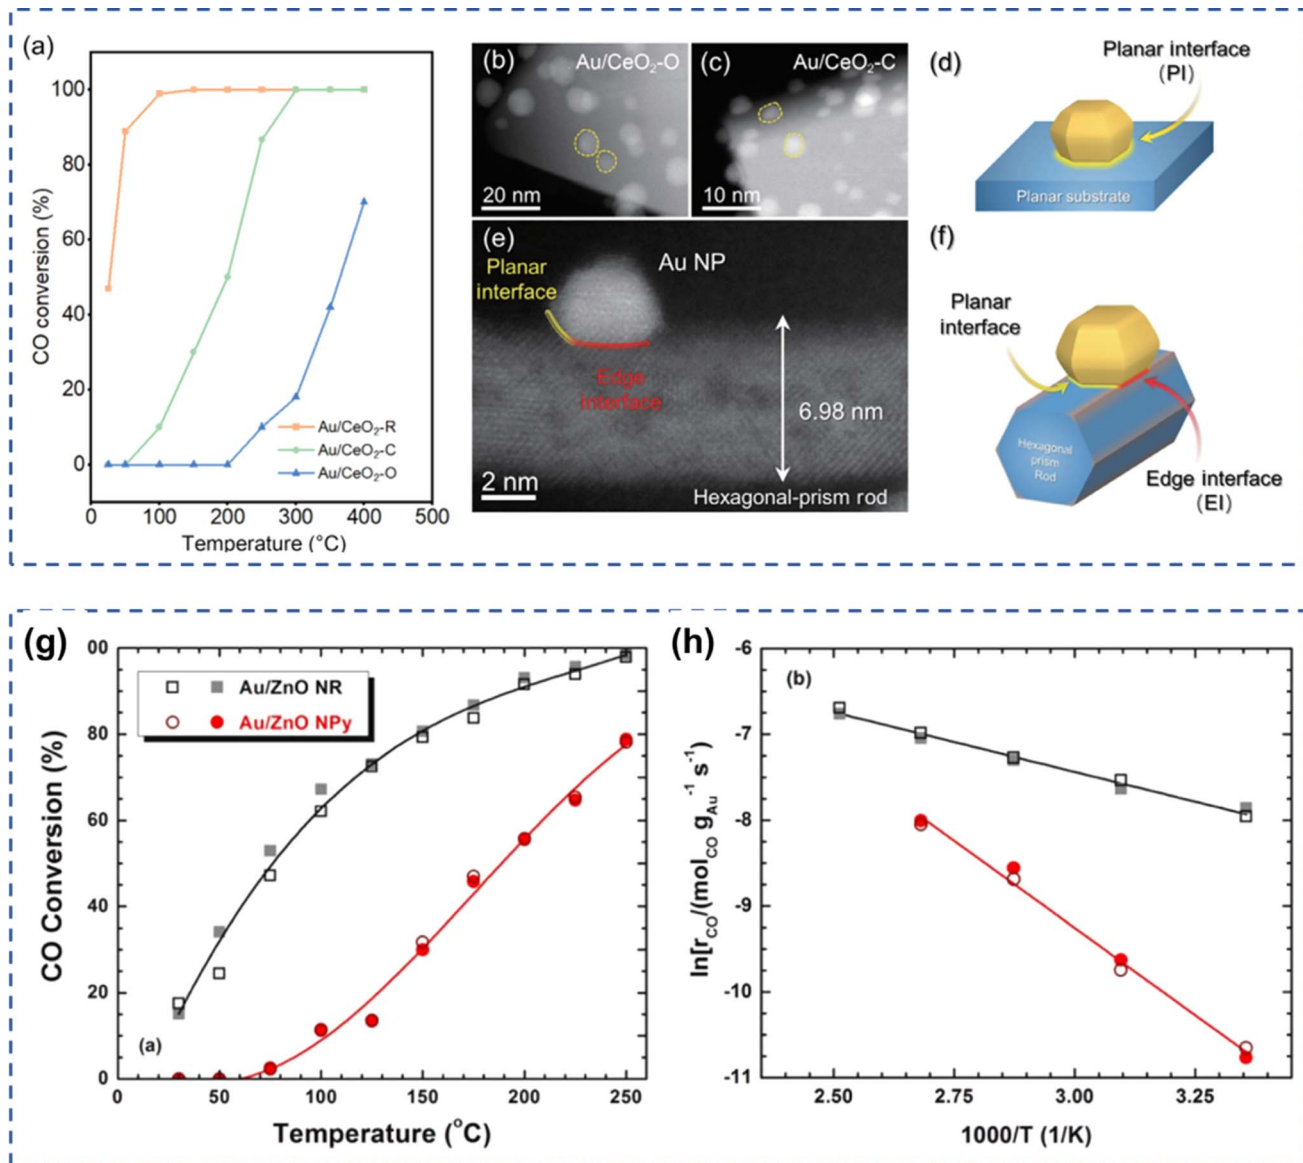 (a)
CO conversion (%)
100
80
60
40
20
0
Au/CeO₂-R
Au/CeO₂-C
Au/CeO₂-O
0 100 200 300 400 500
Temperature (°C)
(b) Au/CeO₂-O
20 nm
(c) Au/CeO₂-C
10 nm
(d)
Planar interface
(PI)
Planar substrate
(e)
Planar
interface
Au NP
Edge
interface
6.98 nm
2 nm
Hexagonal-prism rod
(f)
Planar
interface
Hexagonal
prism
Rod
Edge interface
(EI)
(g)
CO Conversion (%)
00
80
60
40
20
0
Au/ZnO NR
Au/ZnO NPy
(a)
0 50 100 150 200 250
Temperature (°C)
(h)
ln[r_CO/(mol_CO g_Au⁻¹ s⁻¹)
-6
-7
-8
-9
-10
-11
(b)
2.50 2.75 3.00 3.25
1000/T (1/K)